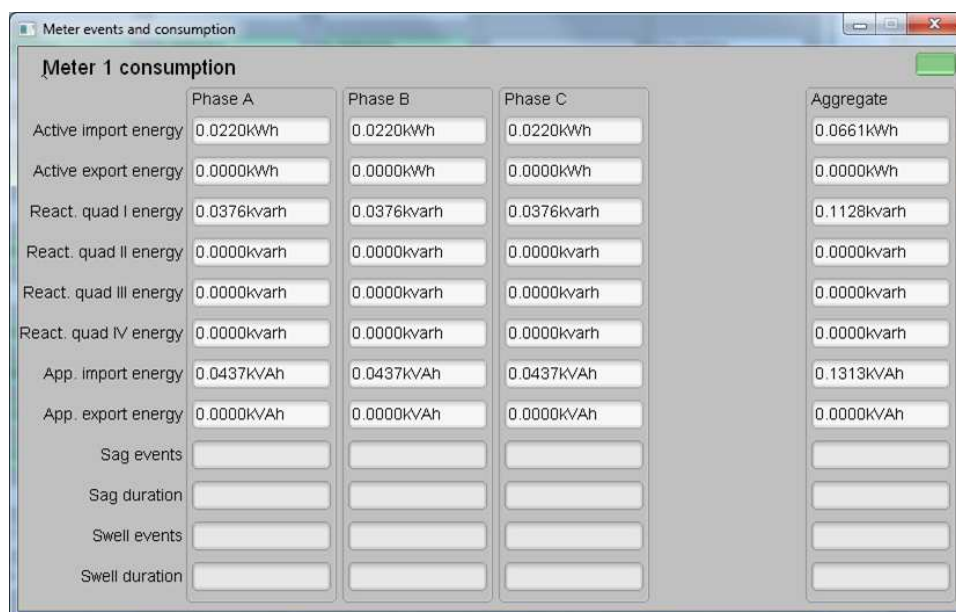 Meter events and consumption
Meter 1 consumption
Phase A Phase B Phase C Aggregate
Active import energy 0.0220kWh 0.0220kWh 0.0220kWh 0.0661kWh
Active export energy 0.0000kWh 0.0000kWh 0.0000kWh 0.0000kWh
React. quad I energy 0.0376kvarh 0.0376kvarh 0.0376kvarh 0.1128kvarh
React. quad II energy 0.0000kvarh 0.0000kvarh 0.0000kvarh 0.0000kvarh
React. quad III energy 0.0000kvarh 0.0000kvarh 0.0000kvarh 0.0000kvarh
React. quad IV energy 0.0000kvarh 0.0000kvarh 0.0000kvarh 0.0000kvarh
App. import energy 0.0437kVAh 0.0437kVAh 0.0437kVAh 0.1313kVAh
App. export energy 0.0000kVAh 0.0000kVAh 0.0000kVAh 0.0000kVAh
Sag events
Sag duration
Swell events
Swell duration